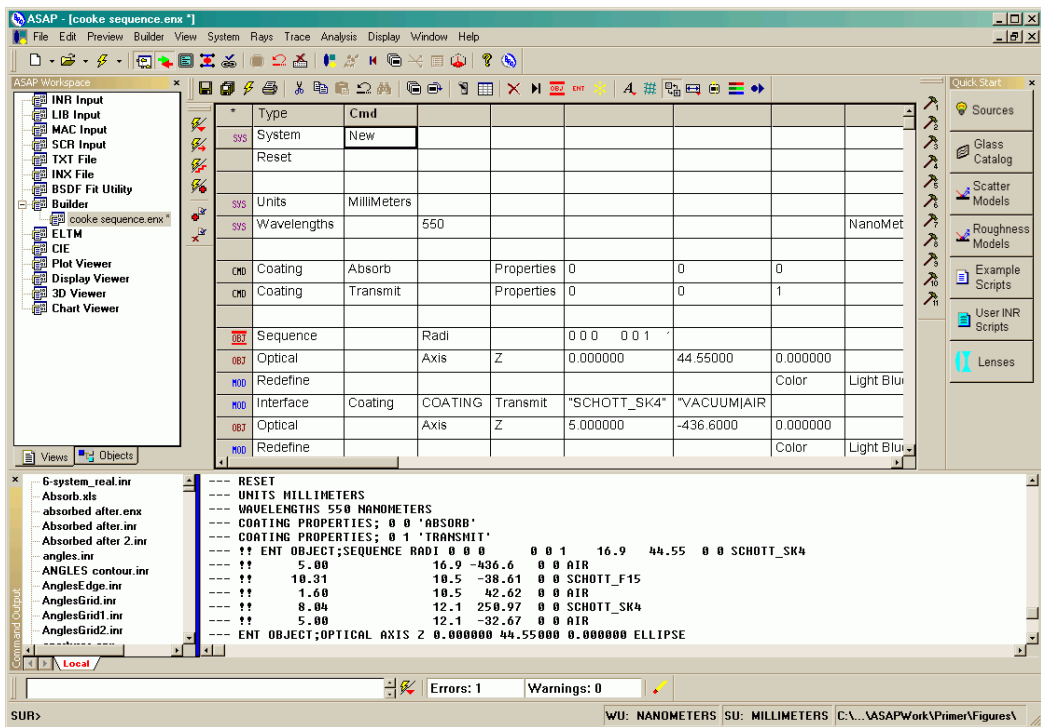 ASAP - [cooke sequence.enx *]
File Edit Preview Builder View System Rays Trace Analysis Display Window Help
ASAP Workspace
INR Input
LIB Input
MAC Input
SCR Input
TXT File
INX File
BSDF Fit Utility
Builder
cooke sequence.enx *
ELTM
CIE
Plot Viewer
Display Viewer
3D Viewer
Chart Viewer
Views Objects
* Type Cmd
SYS System New
Reset
SYS Units MilliMeters
SYS Wavelengths 550 NanoMet
CMD Coating Absorb Properties 0 0 0
CMD Coating Transmit Properties 0 0 1
OBJ Sequence Radi 0 0 0 0 0 1
OBJ Optical Axis Z 0.000000 44.55000 0.000000
MOD Redefine Color Light Blu
MOD Interface Coating COATING Transmit "SCHOTT_SK4" "VACUUM|AIR
OBJ Optical Axis Z 5.000000 -436.6000 0.000000
MOD Redefine Color Light Blu
Quick Start
Sources
Glass
Catalog
Scatter
Models
Roughness
Models
Example
Scripts
User INR
Scripts
Lenses
6-system_real.inr
Absorb.xls
absorbed after.enx
Absorbed after.inr
Absorbed after 2.inr
angles.inr
ANGLES contour.inr
AnglesEdge.inr
AnglesGrid.inr
AnglesGrid1.inr
AnglesGrid2.inr
Local
Command Output
--- RESET
--- UNITS MILLIMETERS
--- WAVELENGTHS 550 NANOMETERS
--- COATING PROPERTIES; 0 0 'ABSORB'
--- COATING PROPERTIES; 0 1 'TRANSMIT'
--- !! ENT OBJECT;SEQUENCE RADI 0 0 0 0 0 1 16.9 44.55 0 0 SCHOTT_SK4
--- !! 5.00 16.9 -436.6 0 0 AIR
--- !! 10.31 10.5 -38.61 0 0 SCHOTT_F15
--- !! 1.60 10.5 42.62 0 0 AIR
--- !! 8.04 12.1 250.97 0 0 SCHOTT_SK4
--- !! 5.00 12.1 -32.67 0 0 AIR
--- ENT OBJECT;OPTICAL AXIS Z 0.000000 44.55000 0.000000 ELLIPSE
Errors: 1 Warnings: 0
SUR> WU: NANOMETERS SU: MILLIMETERS C:\...\ASAPWork\Primer\Figures\